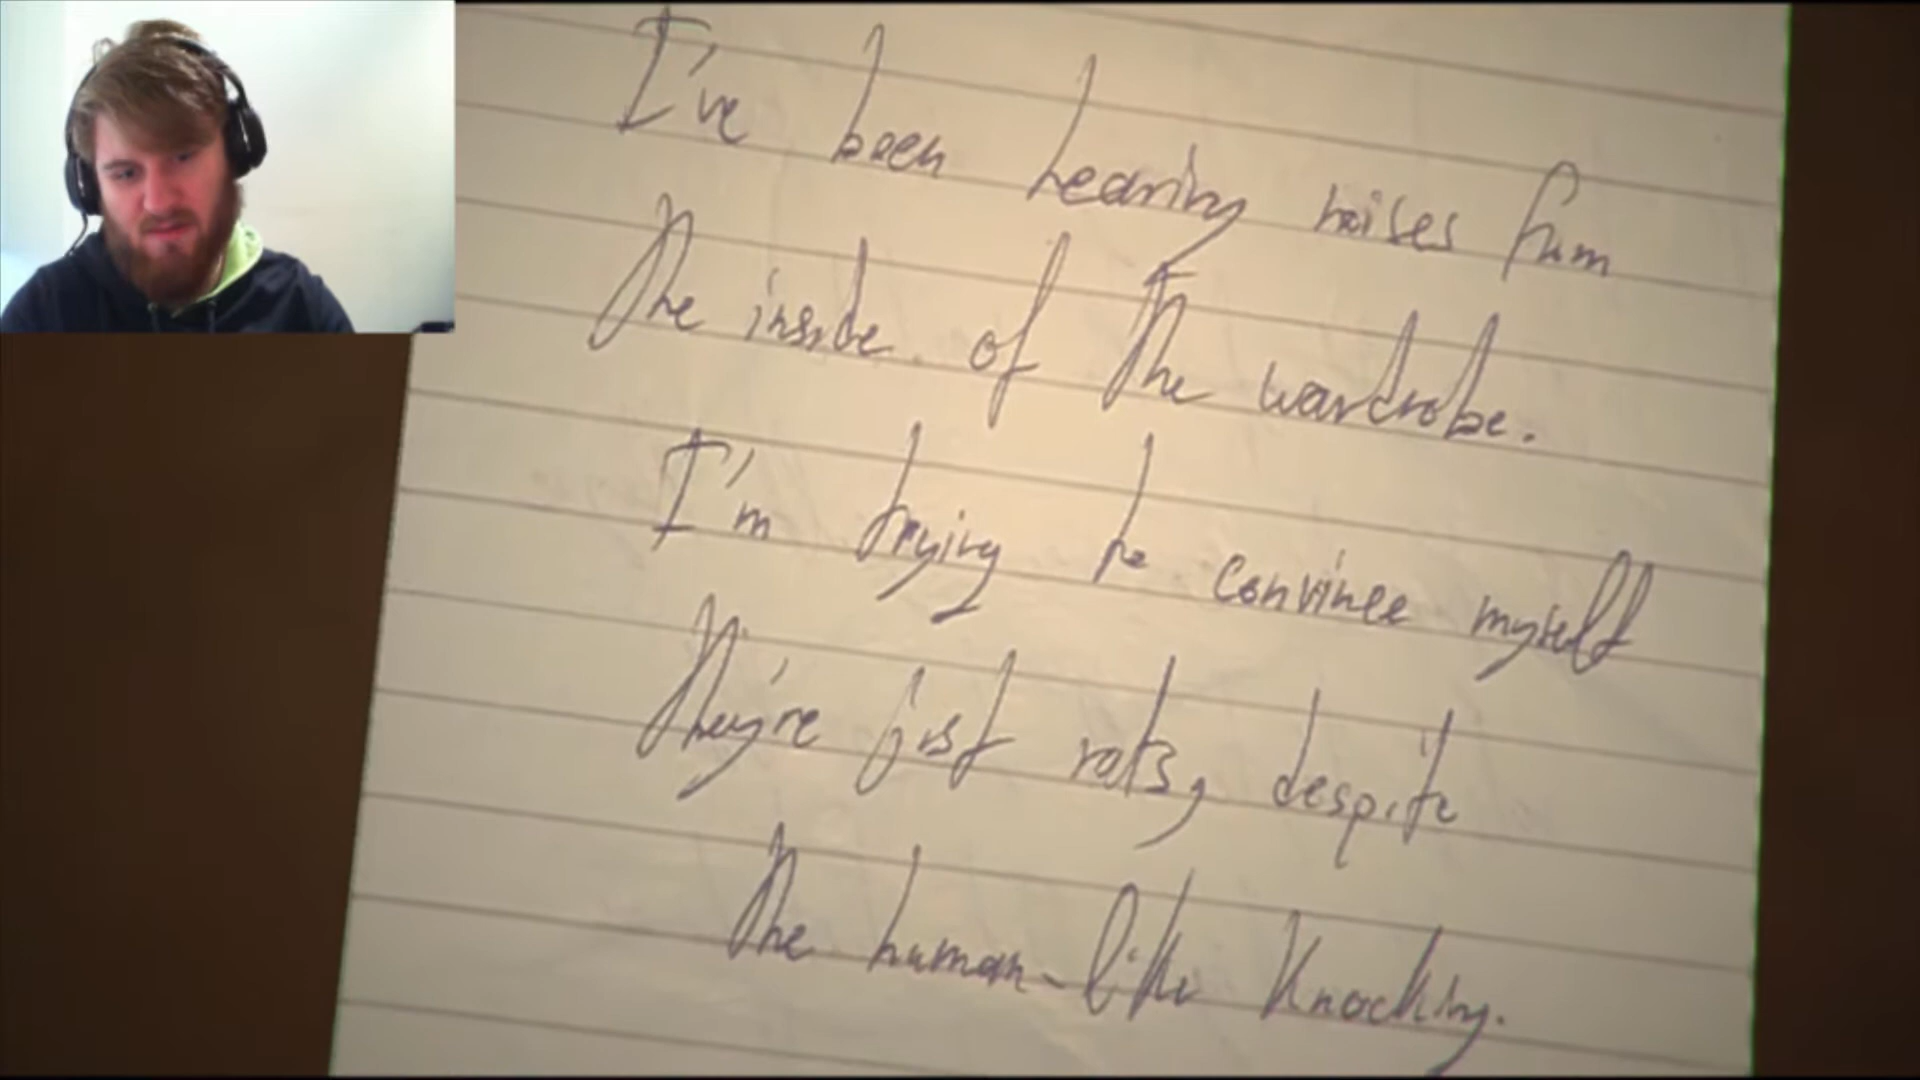 I've been hearing noises from
the inside of the wardrobe.
I'm trying to convince myself
they're just rats, despite
the human-like knocking.